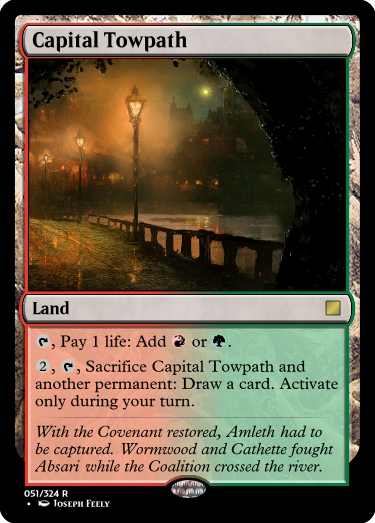 Capital Towpath
Land
, Pay 1 life: Add or .
2, , Sacrifice Capital Towpath and
another permanent: Draw a card. Activate
only during your turn.
With the Covenant restored, Amleth had to
be captured. Wormwood and Cathette fought
Absari while the Coalition crossed the river.
051/324 R
• Joseph Feely